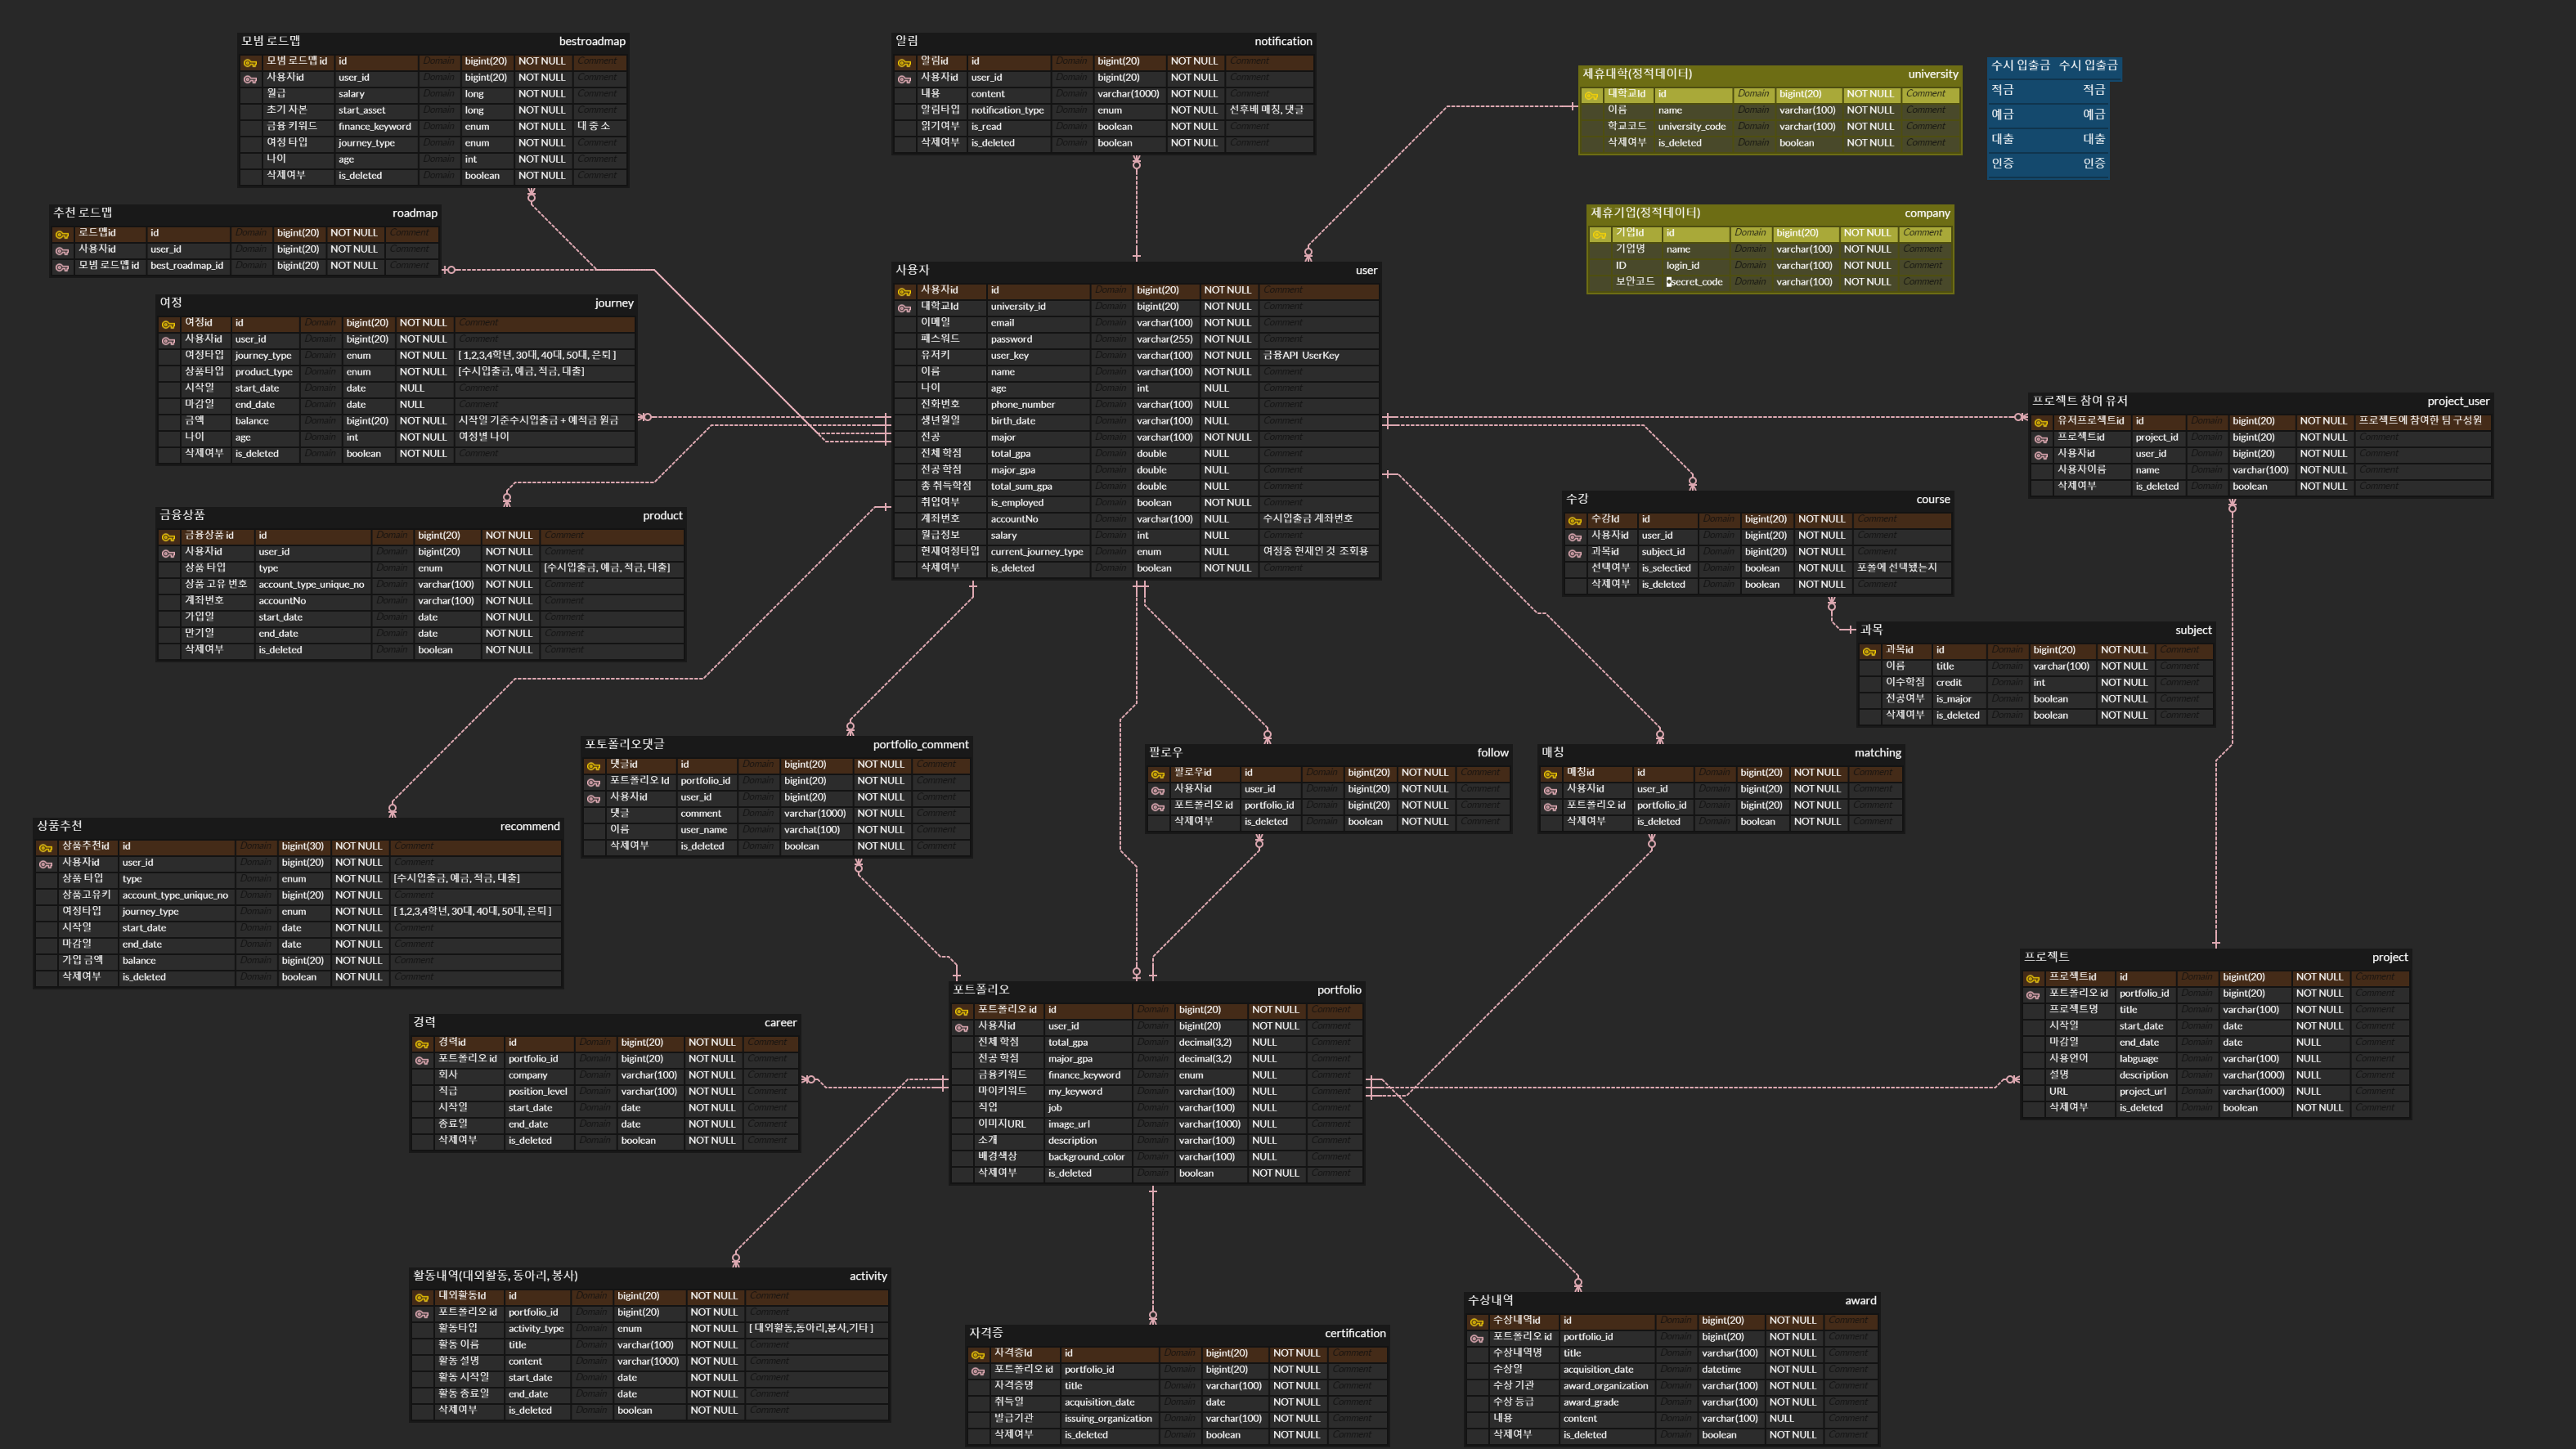 모범 로드맵 bestroadmap
모범 로드맵 id id Domain bigint(20) NOT NULL Comment
사용자id user_id Domain bigint(20) NOT NULL Comment
월급 salary Domain long NOT NULL Comment
초기 자본 start_asset Domain long NOT NULL Comment
금융 키워드 finance_keyword Domain enum NOT NULL 대 중 소
여정 타입 journey_type Domain enum NOT NULL Comment
나이 age Domain int NOT NULL Comment
삭제여부 is_deleted Domain boolean NOT NULL Comment
알림 notification
알림id id Domain bigint(20) NOT NULL Comment
사용자id user_id Domain bigint(20) NOT NULL Comment
내용 content Domain varchar(1000) NOT NULL Comment
알림타입 notification_type Domain enum NOT NULL 선후배 매칭, 댓글
읽기여부 is_read Domain boolean NOT NULL Comment
삭제여부 is_deleted Domain boolean NOT NULL Comment
제휴대학(정적데이터) university
대학교Id id Domain bigint(20) NOT NULL Comment
이름 name Domain varchar(100) NOT NULL Comment
학교코드 university_code Domain varchar(100) NOT NULL Comment
삭제여부 is_deleted Domain boolean NOT NULL Comment
수시 입출금 수시 입출금
적금 적금
예금 예금
대출 대출
인증 인증
추천 로드맵 roadmap
로드맵id id Domain bigint(20) NOT NULL Comment
사용자id user_id Domain bigint(20) NOT NULL Comment
모범 로드맵 id best_roadmap_id Domain bigint(20) NOT NULL Comment
제휴기업(정적데이터) company
기업Id id Domain bigint(20) NOT NULL Comment
기업명 name Domain varchar(100) NOT NULL Comment
ID login_id Domain varchar(100) NOT NULL Comment
보안코드 secret_code Domain varchar(100) NOT NULL Comment
여정 journey
여정id id Domain bigint(20) NOT NULL Comment
사용자id user_id Domain bigint(20) NOT NULL Comment
여정타입 journey_type Domain enum NOT NULL [ 1,2,3,4학년, 30대, 40대, 50대, 은퇴 ]
상품타입 product_type Domain enum NOT NULL [수시입출금, 예금, 적금, 대출]
시작일 start_date Domain date NULL Comment
마감일 end_date Domain date NULL Comment
금액 balance Domain bigint(20) NOT NULL 시작일 기준수시입출금 + 예적금 원금
나이 age Domain int NOT NULL 여정별 나이
삭제여부 is_deleted Domain boolean NOT NULL Comment
사용자 user
사용자id id Domain bigint(20) NOT NULL Comment
대학교Id university_id Domain bigint(20) NOT NULL Comment
이메일 email Domain varchar(100) NOT NULL Comment
패스워드 password Domain varchar(255) NOT NULL Comment
유저키 user_key Domain varchar(100) NOT NULL 금융API UserKey
이름 name Domain varchar(100) NOT NULL Comment
나이 age Domain int NULL Comment
전화번호 phone_number Domain varchar(100) NULL Comment
생년월일 birth_date Domain varchar(100) NULL Comment
전공 major Domain varchar(100) NOT NULL Comment
전체 학점 total_gpa Domain double NULL Comment
전공 학점 major_gpa Domain double NULL Comment
총 취득학점 total_sum_gpa Domain double NULL Comment
취업여부 is_employed Domain boolean NOT NULL Comment
계좌번호 accountNo Domain varchar(100) NULL 수시입출금 계좌번호
월급정보 salary Domain int NULL Comment
현재여정타입 current_journey_type Domain enum NULL 여정중 현재인 것 조회용
삭제여부 is_deleted Domain boolean NOT NULL Comment
프로젝트 참여 유저 project_user
유저프로젝트id id Domain bigint(20) NOT NULL 프로젝트에 참여한 팀 구성원
프로젝트id project_id Domain bigint(20) NOT NULL Comment
사용자id user_id Domain bigint(20) NOT NULL Comment
사용자이름 name Domain varchar(100) NOT NULL Comment
삭제여부 is_deleted Domain boolean NOT NULL Comment
수강 course
수강Id id Domain bigint(20) NOT NULL Comment
사용자id user_id Domain bigint(20) NOT NULL Comment
과목id subject_id Domain bigint(20) NOT NULL Comment
선택여부 is_selectied Domain boolean NOT NULL 포폴에 선택됐는지
삭제여부 is_deleted Domain boolean NOT NULL Comment
금융상품 product
금융상품 id id Domain bigint(20) NOT NULL Comment
사용자id user_id Domain bigint(20) NOT NULL Comment
상품 타입 type Domain enum NOT NULL [수시입출금, 예금, 적금, 대출]
상품 고유 번호 account_type_unique_no Domain varchar(100) NOT NULL Comment
계좌번호 accountNo Domain varchar(100) NOT NULL Comment
가입일 start_date Domain date NOT NULL Comment
만기일 end_date Domain date NOT NULL Comment
삭제여부 is_deleted Domain boolean NOT NULL Comment
과목 subject
과목id id Domain bigint(20) NOT NULL Comment
이름 title Domain varchar(100) NOT NULL Comment
이수학점 credit Domain int NOT NULL Comment
전공여부 is_major Domain boolean NOT NULL Comment
삭제여부 is_deleted Domain boolean NOT NULL Comment
포토폴리오댓글 portfolio_comment
댓글id id Domain bigint(20) NOT NULL Comment
포트폴리오 Id portfolio_id Domain bigint(20) NOT NULL Comment
사용자id user_id Domain bigint(20) NOT NULL Comment
댓글 comment Domain varchar(1000) NOT NULL Comment
이름 user_name Domain varchat(100) NOT NULL Comment
삭제여부 is_deleted Domain boolean NOT NULL Comment
팔로우 follow
팔로우id id Domain bigint(20) NOT NULL Comment
사용자id user_id Domain bigint(20) NOT NULL Comment
포트폴리오 id portfolio_id Domain bigint(20) NOT NULL Comment
삭제여부 is_deleted Domain boolean NOT NULL Comment
매칭 matching
매칭id id Domain bigint(20) NOT NULL Comment
사용자id user_id Domain bigint(20) NOT NULL Comment
포트폴리오 id portfolio_id Domain bigint(20) NOT NULL Comment
삭제여부 is_deleted Domain boolean NOT NULL Comment
상품추천 recommend
상품추천id id Domain bigint(30) NOT NULL Comment
사용자id user_id Domain bigint(20) NOT NULL Comment
상품 타입 type Domain enum NOT NULL [수시입출금, 예금, 적금, 대출]
상품고유키 account_type_unique_no Domain bigint(20) NOT NULL Comment
여정타입 journey_type Domain enum NOT NULL [ 1,2,3,4학년, 30대, 40대, 50대, 은퇴 ]
시작일 start_date Domain date NOT NULL Comment
마감일 end_date Domain date NOT NULL Comment
가입 금액 balance Domain bigint(20) NOT NULL Comment
삭제여부 is_deleted Domain boolean NOT NULL Comment
프로젝트 project
프로젝트id id Domain bigint(20) NOT NULL Comment
포트폴리오 id portfolio_id Domain bigint(20) NOT NULL Comment
프로젝트명 title Domain varchar(100) NOT NULL Comment
시작일 start_date Domain date NOT NULL Comment
마감일 end_date Domain date NULL Comment
사용언어 labguage Domain varchar(100) NULL Comment
설명 description Domain varchar(1000) NULL Comment
URL project_url Domain varchar(1000) NULL Comment
삭제여부 is_deleted Domain boolean NOT NULL Comment
포트폴리오 portfolio
포트폴리오 id id Domain bigint(20) NOT NULL Comment
사용자id user_id Domain bigint(20) NOT NULL Comment
전체 학점 total_gpa Domain decimal(3,2) NULL Comment
전공 학점 major_gpa Domain decimal(3,2) NULL Comment
금융키워드 finance_keyword Domain enum NULL Comment
마이키워드 my_keyword Domain varchar(100) NULL Comment
직업 job Domain varchar(100) NULL Comment
이미지URL image_url Domain varchar(1000) NULL Comment
소개 description Domain varchar(100) NULL Comment
배경색상 background_color Domain varchar(100) NULL Comment
삭제여부 is_deleted Domain boolean NOT NULL Comment
경력 career
경력id id Domain bigint(20) NOT NULL Comment
포트폴리오 id portfolio_id Domain bigint(20) NOT NULL Comment
회사 company Domain varchar(100) NOT NULL Comment
직급 position_level Domain varchar(100) NOT NULL Comment
시작일 start_date Domain date NOT NULL Comment
종료일 end_date Domain date NOT NULL Comment
삭제여부 is_deleted Domain boolean NOT NULL Comment
활동내역(대외활동, 동아리, 봉사) activity
대외활동Id id Domain bigint(20) NOT NULL Comment
포트폴리오 id portfolio_id Domain bigint(20) NOT NULL Comment
활동타입 activity_type Domain enum NOT NULL [ 대외활동,동아리,봉사,기타 ]
활동 이름 title Domain varchar(100) NOT NULL Comment
활동 설명 content Domain varchar(1000) NOT NULL Comment
활동 시작일 start_date Domain date NOT NULL Comment
활동 종료일 end_date Domain date NOT NULL Comment
삭제여부 is_deleted Domain boolean NOT NULL Comment
자격증 certification
자격증Id id Domain bigint(20) NOT NULL Comment
포트폴리오 id portfolio_id Domain bigint(20) NOT NULL Comment
자격증명 title Domain varchar(100) NOT NULL Comment
취득일 acquisition_date Domain date NOT NULL Comment
발급기관 issuing_organization Domain varchar(100) NOT NULL Comment
삭제여부 is_deleted Domain boolean NOT NULL Comment
수상내역 award
수상내역id id Domain bigint(20) NOT NULL Comment
포트폴리오 id portfolio_id Domain bigint(20) NOT NULL Comment
수상내역명 title Domain varchar(100) NOT NULL Comment
수상일 acquisition_date Domain datetime NOT NULL Comment
수상 기관 award_organization Domain varchar(100) NOT NULL Comment
수상 등급 award_grade Domain varchar(100) NOT NULL Comment
내용 content Domain varchar(100) NULL Comment
삭제여부 is_deleted Domain boolean NOT NULL Comment